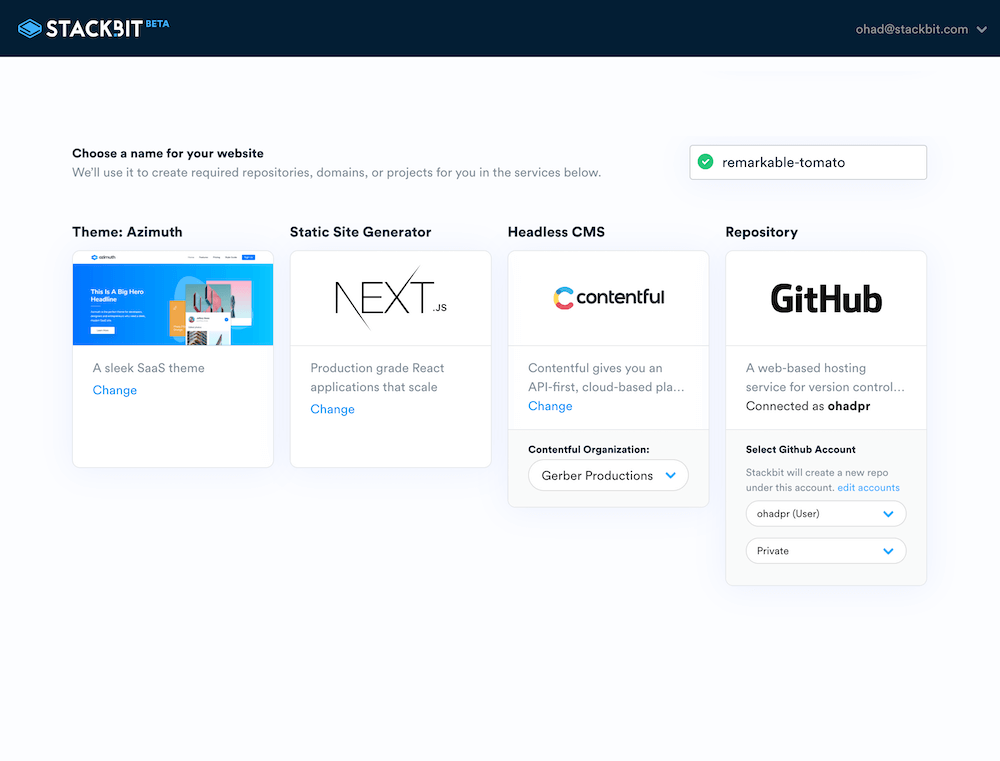 STACKBIT BETA
ohad@stackbit.com
Choose a name for your website
We'll use it to create required repositories, domains, or projects for you in the services below.
remarkable-tomato
Theme: Azimuth
Static Site Generator
Headless CMS
Repository
azimuth
This Is A Big Hero
Headline
NEXT.JS
contentful
GitHub
A sleek SaaS theme
Change
Production grade React
applications that scale
Change
Contentful gives you an
API-first, cloud-based pla...
Change
A web-based hosting
service for version control...
Connected as ohadpr
Contentful Organization:
Gerber Productions
Select Github Account
Stackbit will create a new repo
under this account. edit accounts
ohadpr (User)
Private